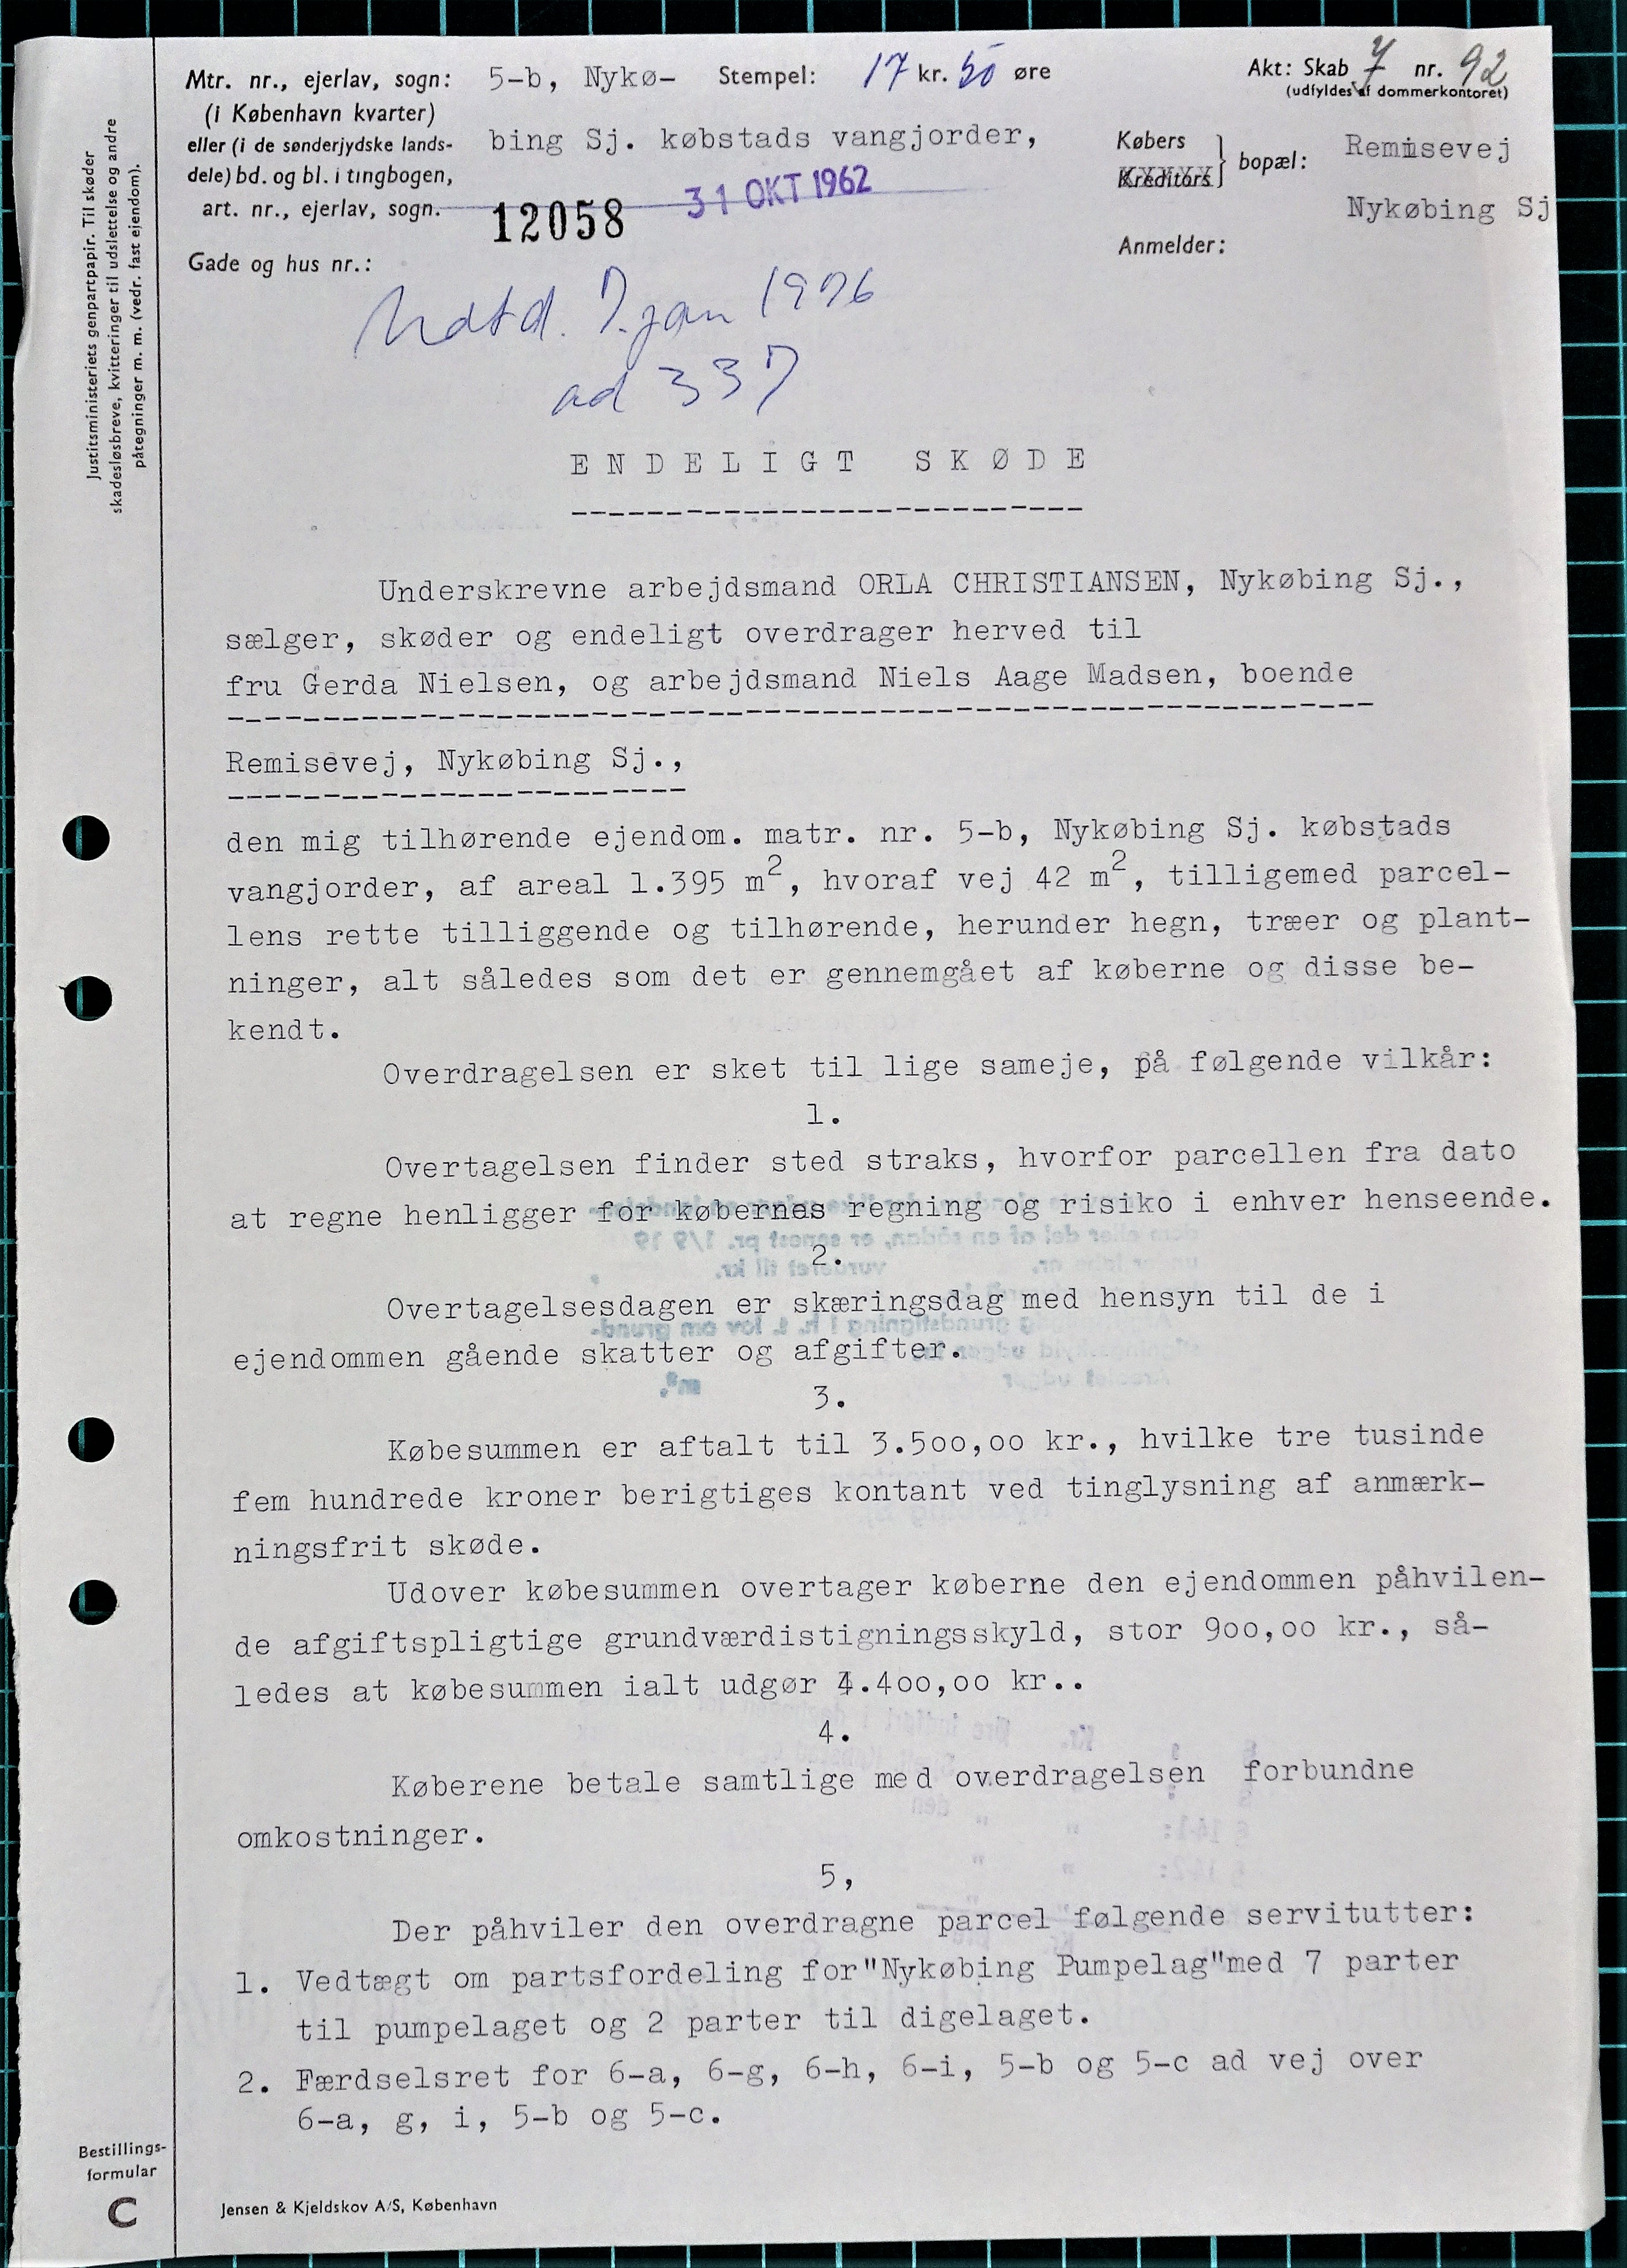 Mtr. nr., ejerlav, sogn: 5-b, Nykø- Stempel: 17 kr. 50 øre Akt: Skab 7 nr. 92
(i København kvarter) (udfyldes af dommerkontoret)
eller (i de sønderjydske lands- bing Sj. købstads vangjorder, Købers
dele) bd. og bl. i tingbogen, Kreditors } bopæl: Remisevej
art. nr., ejerlav, sogn. 12058 31 OKT 1962 Nykøbing Sj
Gade og hus nr.: Anmelder:
7. jan 1976
ad 337
Justitsministeriets genpartpapir. Til skøder
skadesløsbreve, kvitteringer til udslettelse og andre
påtegninger m. m. (vedr. fast ejendom).
ENDELIGT SKØDE
Underskrevne arbejdsmand ORLA CHRISTIANSEN, Nykøbing Sj.,
sælger, skøder og endeligt overdrager herved til
fru Gerda Nielsen, og arbejdsmand Niels Aage Madsen, boende
Remisevej, Nykøbing Sj.,
den mig tilhørende ejendom. matr. nr. 5-b, Nykøbing Sj. købstads
vangjorder, af areal 1.395 m², hvoraf vej 42 m², tilligemed parcel-
lens rette tilliggende og tilhørende, herunder hegn, træer og plant-
ninger, alt således som det er gennemgået af køberne og disse be-
kendt.
Overdragelsen er sket til lige sameje, på følgende vilkår:
1.
Overtagelsen finder sted straks, hvorfor parcellen fra dato
at regne henligger for købernes regning og risiko i enhver henseende.
2.
Overtagelsesdagen er skæringsdag med hensyn til de i
ejendommen gående skatter og afgifter.
3.
Købesummen er aftalt til 3.500,00 kr., hvilke tre tusinde
fem hundrede kroner berigtiges kontant ved tinglysning af anmærk-
ningsfrit skøde.
Udover købesummen overtager køberne den ejendommen påhvilen-
de afgiftspligtige grundværdistigningsskyld, stor 900,00 kr., så-
ledes at købesummen ialt udgør 4.400,00 kr..
4.
Køberene betale samtlige med overdragelsen forbundne
omkostninger.
5,
Der påhviler den overdragne parcel følgende servitutter:
1. Vedtægt om partsfordeling for "Nykøbing Pumpelag" med 7 parter
til pumpelaget og 2 parter til digelaget.
2. Færdselsret for 6-a, 6-g, 6-h, 6-i, 5-b og 5-c ad vej over
6-a, g, i, 5-b og 5-c.
Bestillings-
formular
C
Jensen & Kjeldskov A/S, København